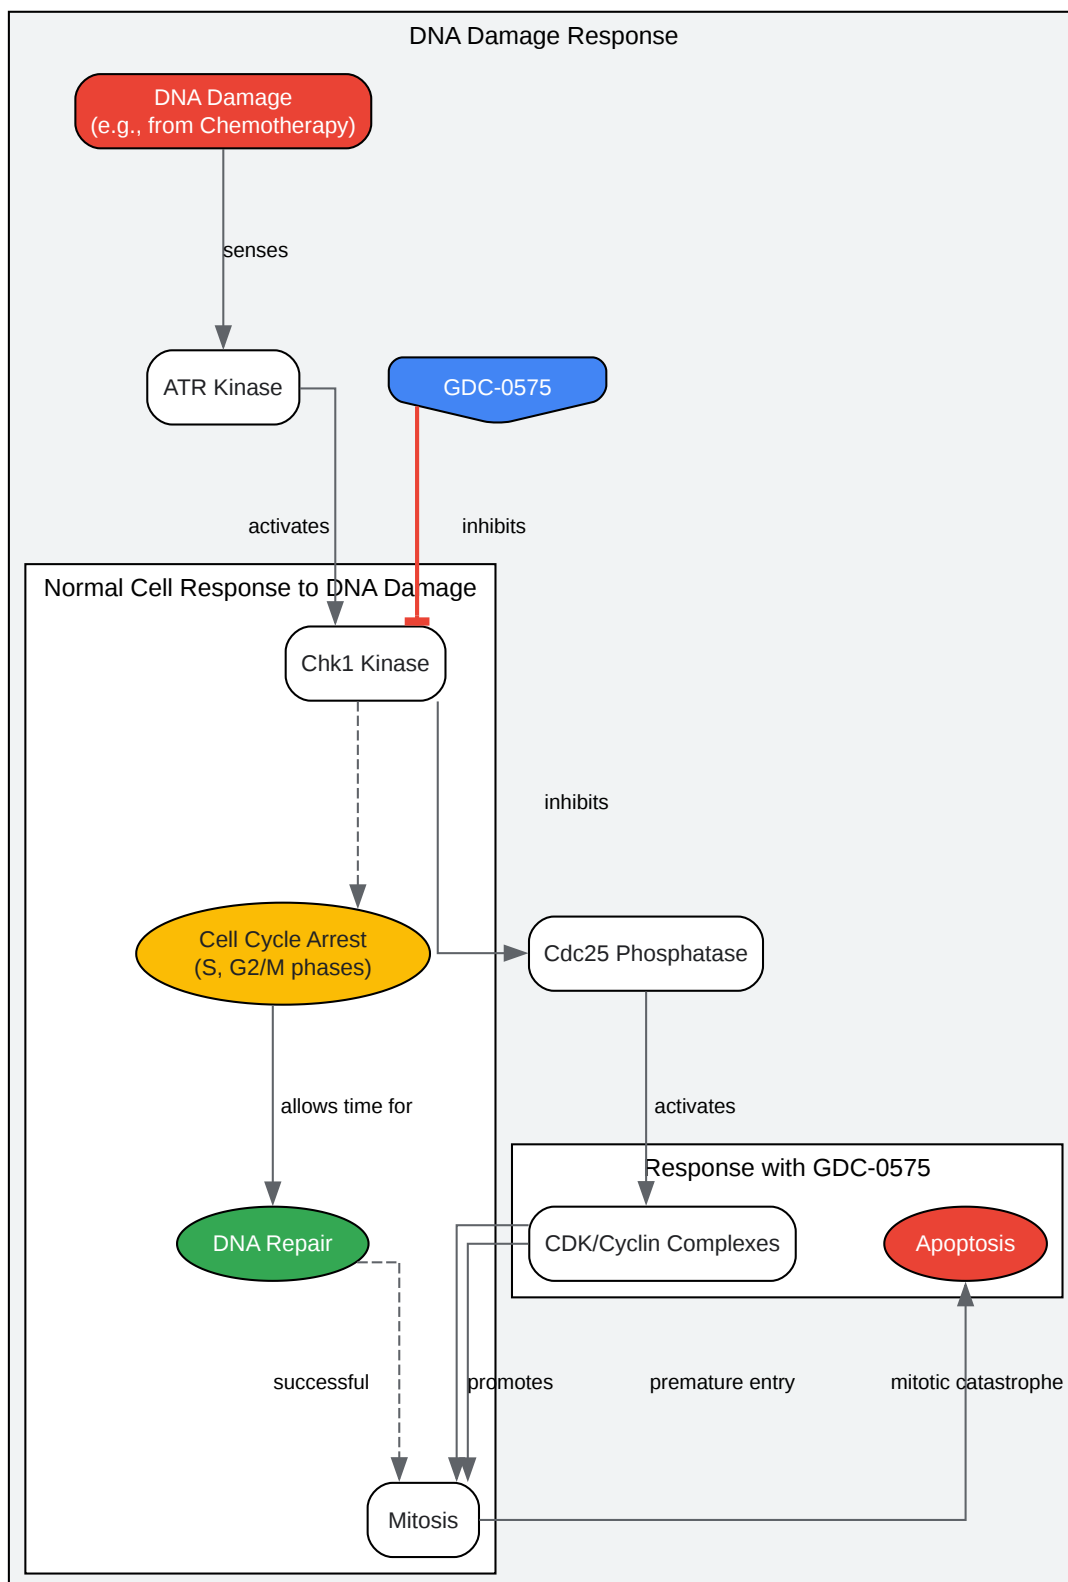 DNA Damage Response
DNA Damage
(e.g., from Chemotherapy)
senses
ATR Kinase
GDC-0575
activates
inhibits
Normal Cell Response to DNA Damage
Chk1 Kinase
inhibits
Cell Cycle Arrest
(S, G2/M phases)
Cdc25 Phosphatase
allows time for
activates
Response with GDC-0575
DNA Repair
CDK/Cyclin Complexes
Apoptosis
successful
promotes
premature entry
mitotic catastrophe
Mitosis